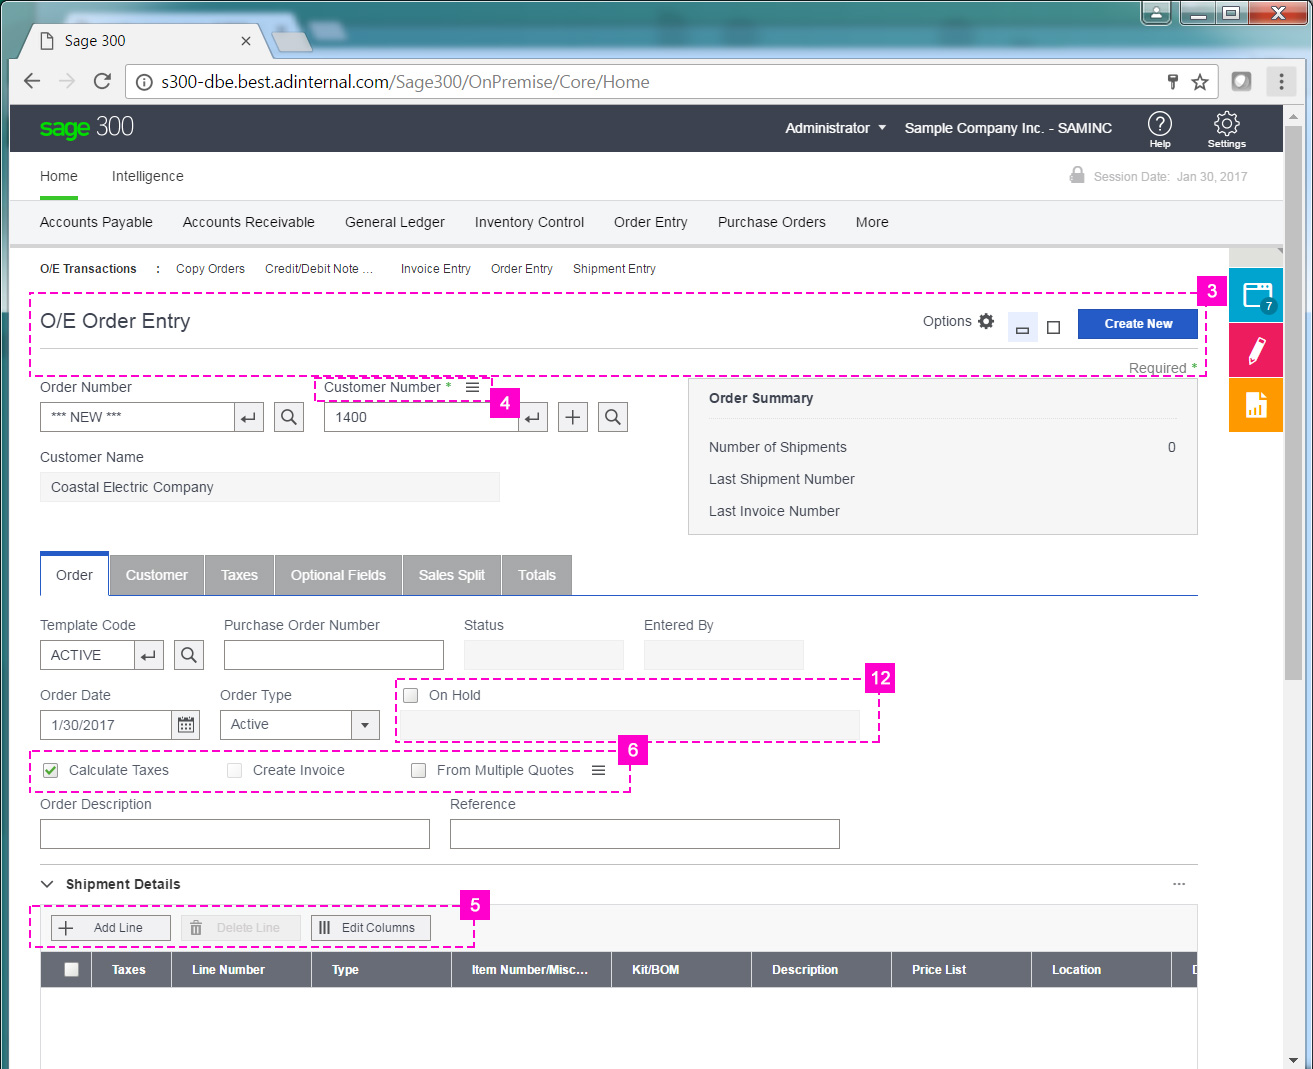 Sage 300
s300-dbe.best.adinternal.com/Sage300/OnPremise/Core/Home
sage 300
Administrator
Sample Company Inc. - SAMINC
Help
Settings
Home
Intelligence
Session Date: Jan 30, 2017
Accounts Payable
Accounts Receivable
General Ledger
Inventory Control
Order Entry
Purchase Orders
More
O/E Transactions :
Copy Orders
Credit/Debit Note ...
Invoice Entry
Order Entry
Shipment Entry
3
7
O/E Order Entry
Options
Create New
Required *
Order Number
Customer Number *
4
*** NEW ***
1400
Customer Name
Coastal Electric Company
Order Summary
Number of Shipments
0
Last Shipment Number
Last Invoice Number
Order
Customer
Taxes
Optional Fields
Sales Split
Totals
Template Code
Purchase Order Number
Status
Entered By
ACTIVE
12
Order Date
Order Type
On Hold
1/30/2017
Active
6
Calculate Taxes
Create Invoice
From Multiple Quotes
Order Description
Reference
Shipment Details
...
5
Add Line
Delete Line
Edit Columns
Taxes
Line Number
Type
Item Number/Misc...
Kit/BOM
Description
Price List
Location